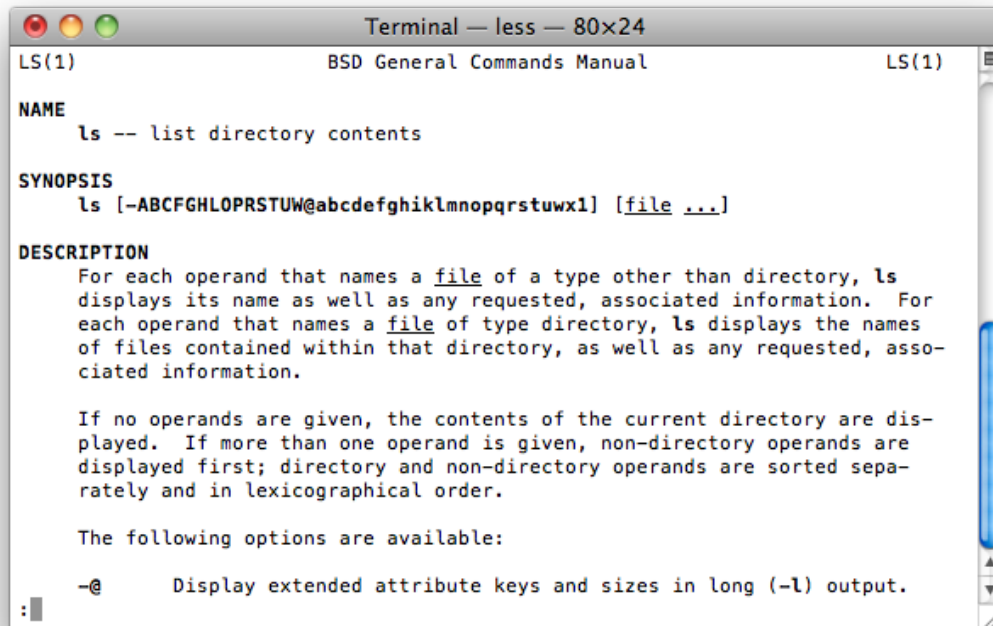 Terminal — less — 80×24
LS(1) BSD General Commands Manual LS(1)
NAME
ls -- list directory contents
SYNOPSIS
ls [-ABCFGHLOPRSTUW@abcdefghiklmnopqrstuwx1] [file ...]
DESCRIPTION
For each operand that names a file of a type other than directory, ls
displays its name as well as any requested, associated information. For
each operand that names a file of type directory, ls displays the names
of files contained within that directory, as well as any requested, asso-
ciated information.
If no operands are given, the contents of the current directory are dis-
played. If more than one operand is given, non-directory operands are
displayed first; directory and non-directory operands are sorted sepa-
rately and in lexicographical order.
The following options are available:
-@ Display extended attribute keys and sizes in long (-l) output.
: